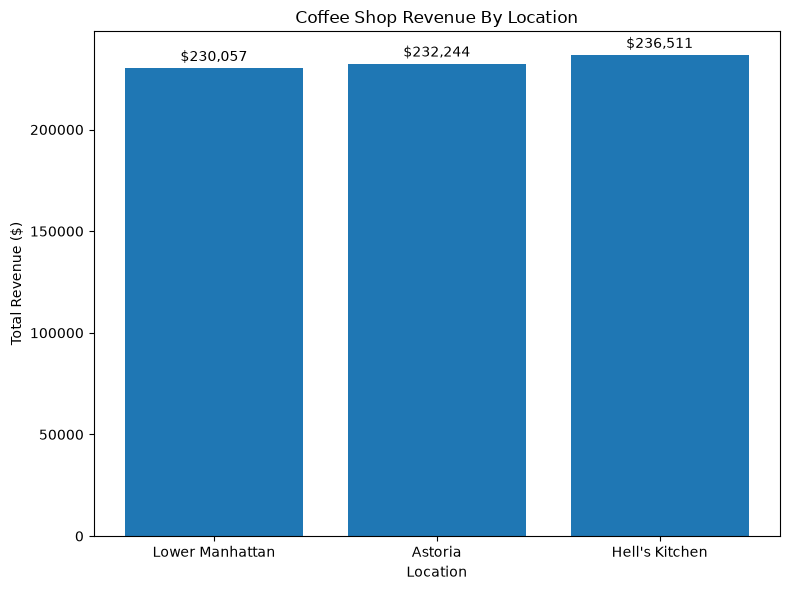 Coffee Shop Revenue By Location
$230,057
$232,244
$236,511
Total Revenue ($)
200000
150000
100000
50000
0
Lower Manhattan
Astoria
Hell's Kitchen
Location